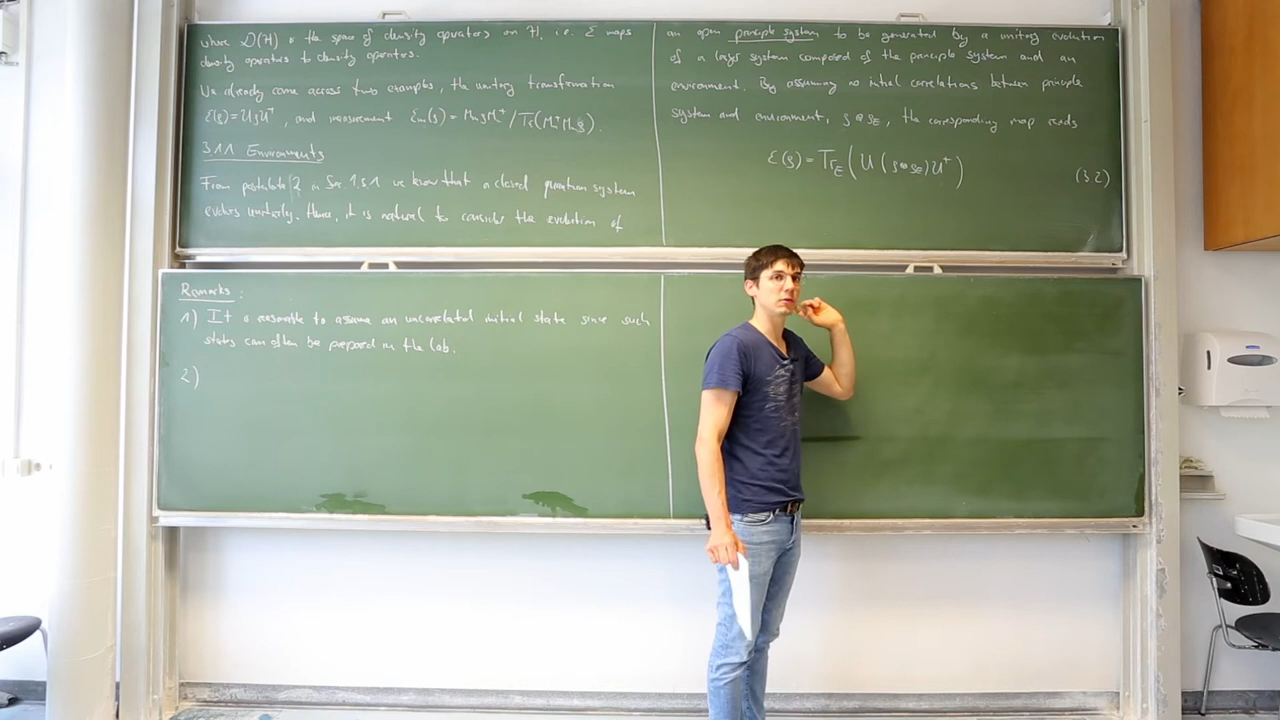 where D(H) is the space of density operators on H, i.e. ℰ maps
density operators to density operators.
We already come across two examples, the unitary transformation
ℰ(ρ)=UρU†, and measurement ℰₘ(ρ) = MₘρMₘ†/Tr(Mₘ†Mₘρ).
3.1.1 Environments
From postulate 2 in Sec. 1.3.1 we know that a closed quantum system
evolves unitarly. Hence, it is natural to consider the evolution of
an open principle system to be generated by a unitary evolution
of a larger system composed of the principle system and an
environment. By assuming no initial correlations between principle
system and environment, ρ⊗ρ_E, the corresponding map reads
ℰ(ρ) = Tr_E(U(ρ⊗ρ_E)U†) (3.2)
Remarks:
1) It is reasonable to assume an uncorrelated initial state since such
states can often be prepared in the lab.
2)